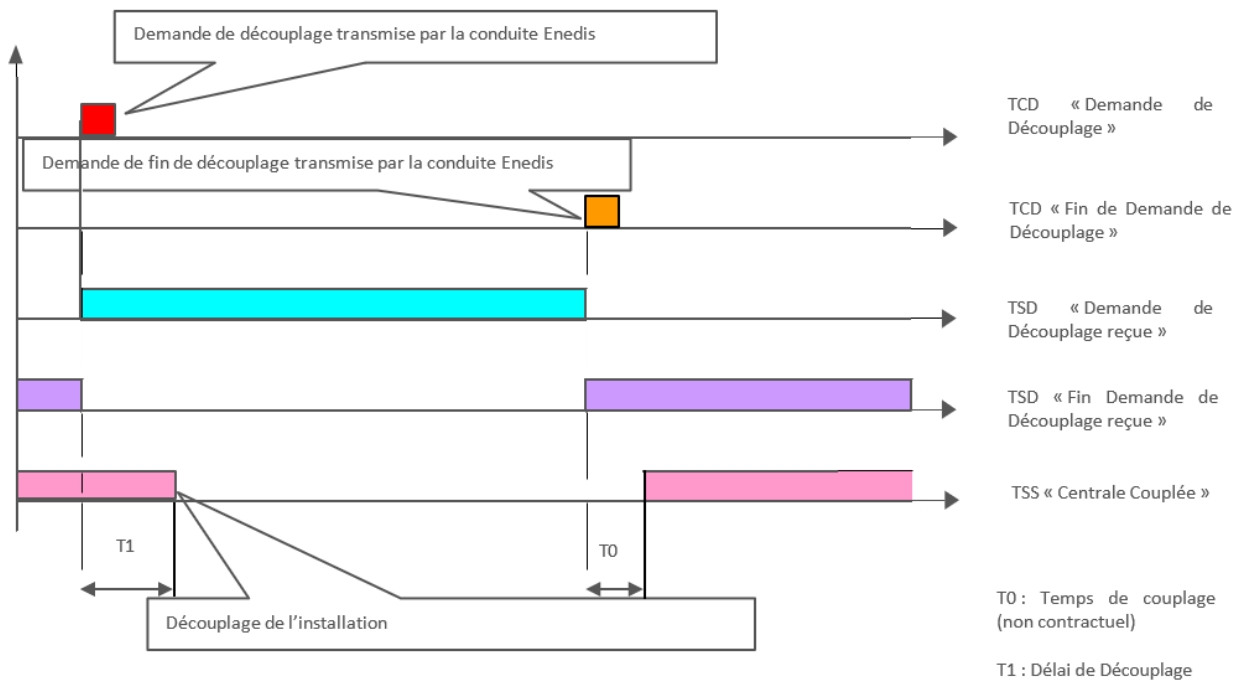 Demande de découplage transmise par la conduite Enedis
TCD « Demande de
Découplage »
Demande de fin de découplage transmise par la conduite Enedis
TCD « Fin de Demande de
Découplage »
TSD « Demande de
Découplage reçue »
TSD « Fin Demande de
Découplage reçue »
TSS « Centrale Couplée »
T1
T0
Découplage de l'installation
T0 : Temps de couplage
(non contractuel)
T1 : Délai de Découplage